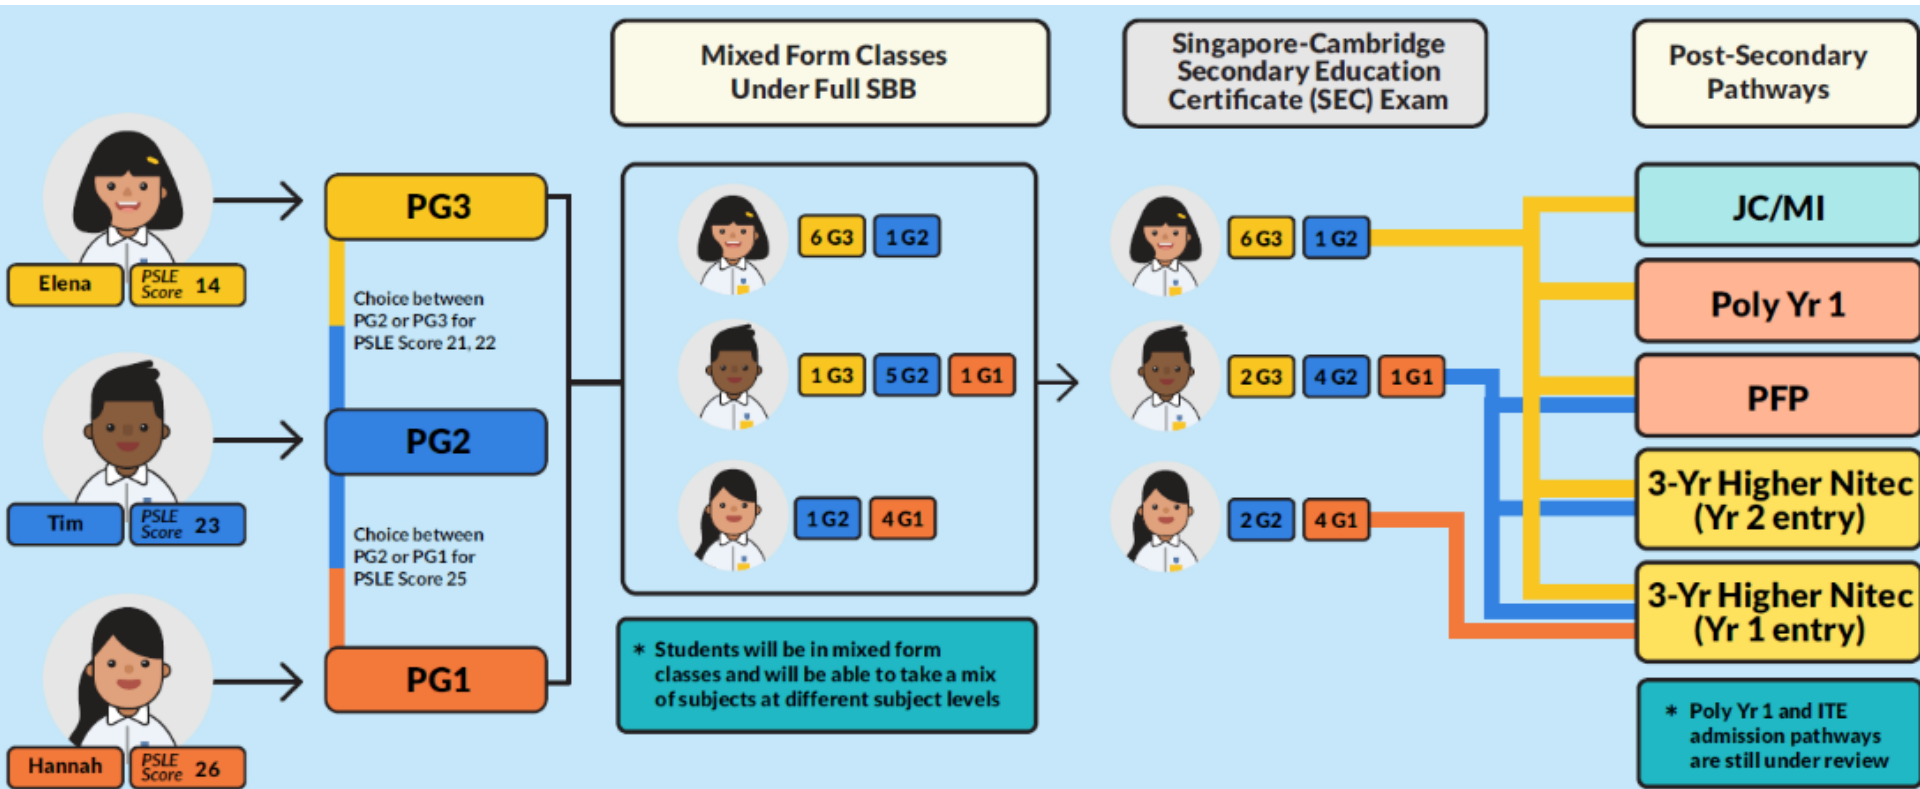 Mixed Form Classes
Under Full SBB
Singapore-Cambridge
Secondary Education
Certificate (SEC) Exam
Post-Secondary
Pathways
Elena
PSLE
Score 14
PG3
Choice between
PG2 or PG3 for
PSLE Score 21, 22
Tim
PSLE
Score 23
PG2
Choice between
PG2 or PG1 for
PSLE Score 25
Hannah
PSLE
Score 26
PG1
6 G3 1 G2
1 G3 5 G2 1 G1
1 G2 4 G1
* Students will be in mixed form
classes and will be able to take a mix
of subjects at different subject levels
6 G3 1 G2
2 G3 4 G2 1 G1
2 G2 4 G1
JC/MI
Poly Yr 1
PFP
3-Yr Higher Nitec
(Yr 2 entry)
3-Yr Higher Nitec
(Yr 1 entry)
* Poly Yr 1 and ITE
admission pathways
are still under review